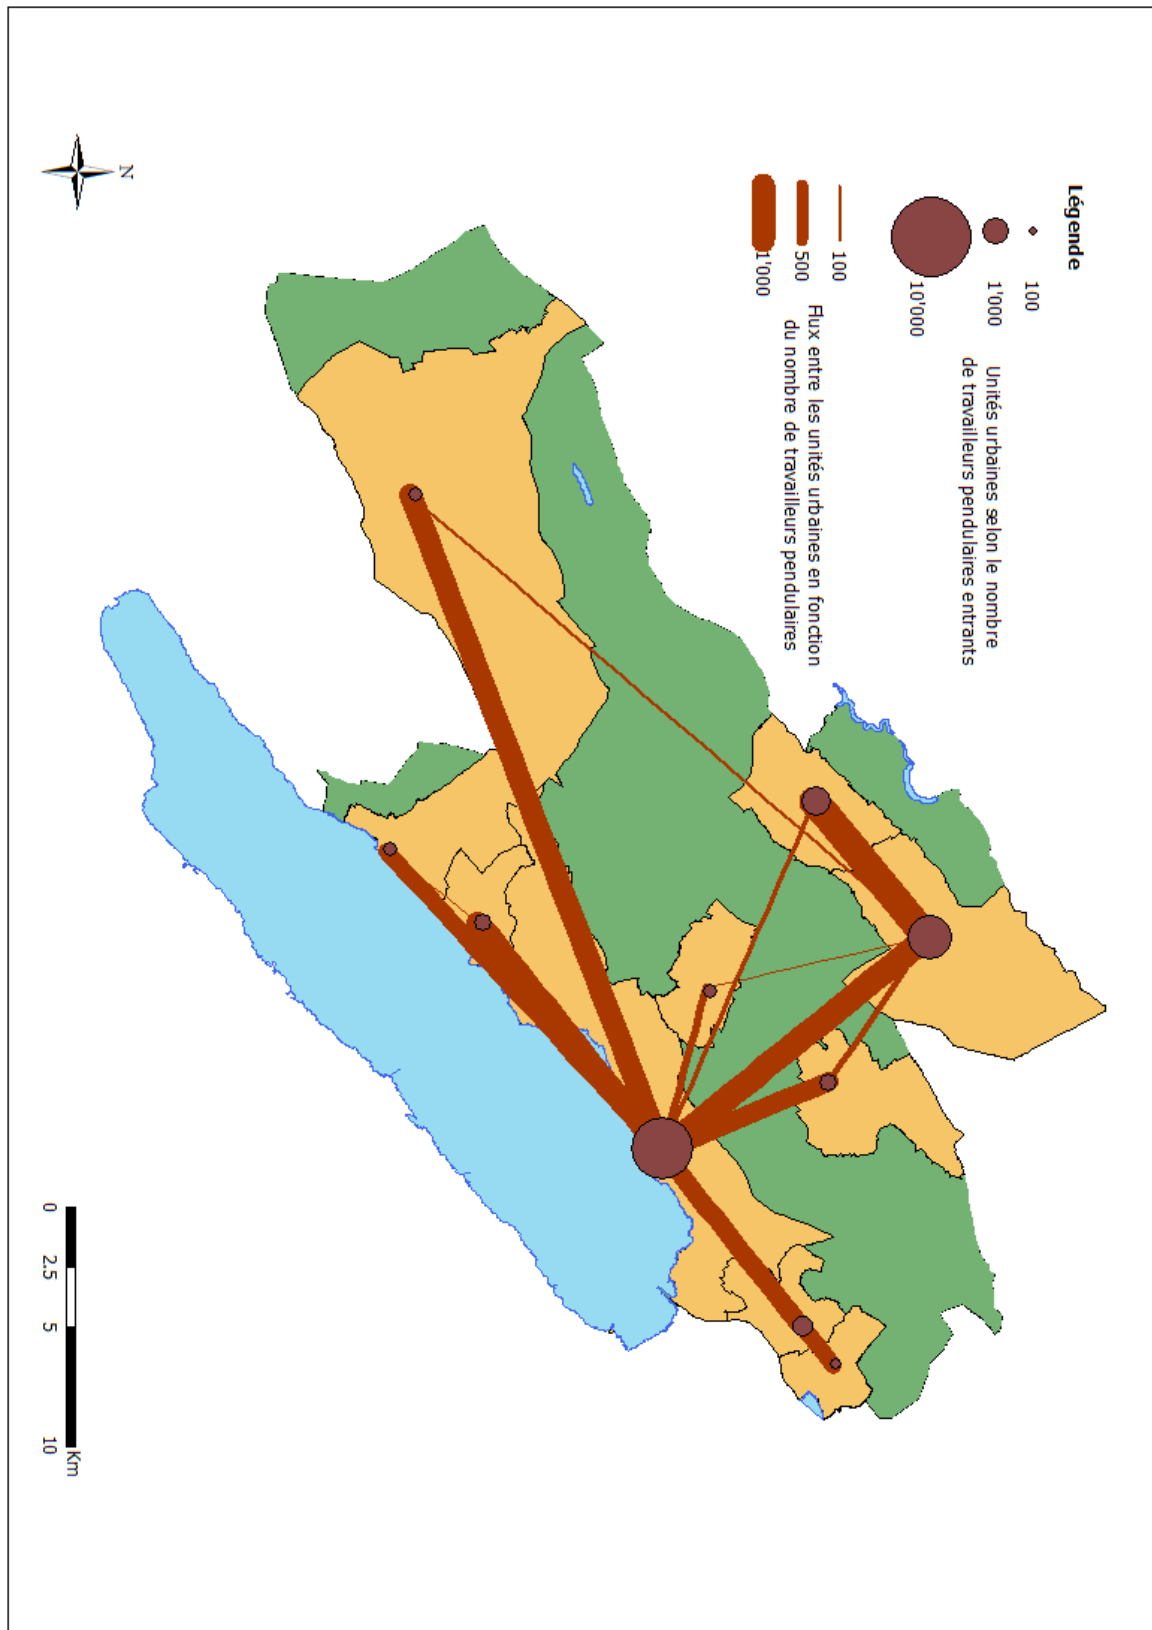 Légende
100
1'000
10'000
Unités urbaines selon le nombre
de travailleurs pendulaires entrants
100
500
1'000
Flux entre les unités urbaines en fonction
du nombre de travailleurs pendulaires
N
0
2.5
5
10
Km